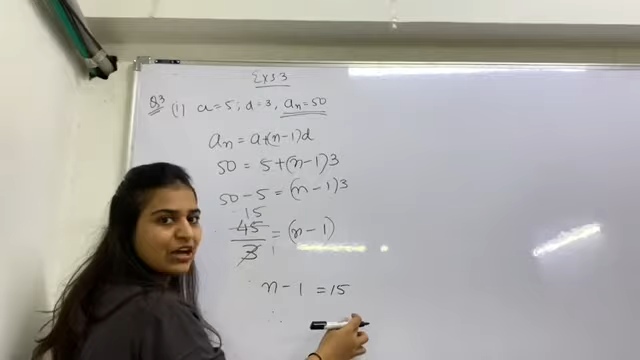 Ex 5.3
Q3 (i) a = 5, d = 3, an = 50
an = a+(n-1)d
50 = 5+(n-1)3
50-5 = (n-1)3
15
45/3 = (n-1)
1
n-1 = 15
∴